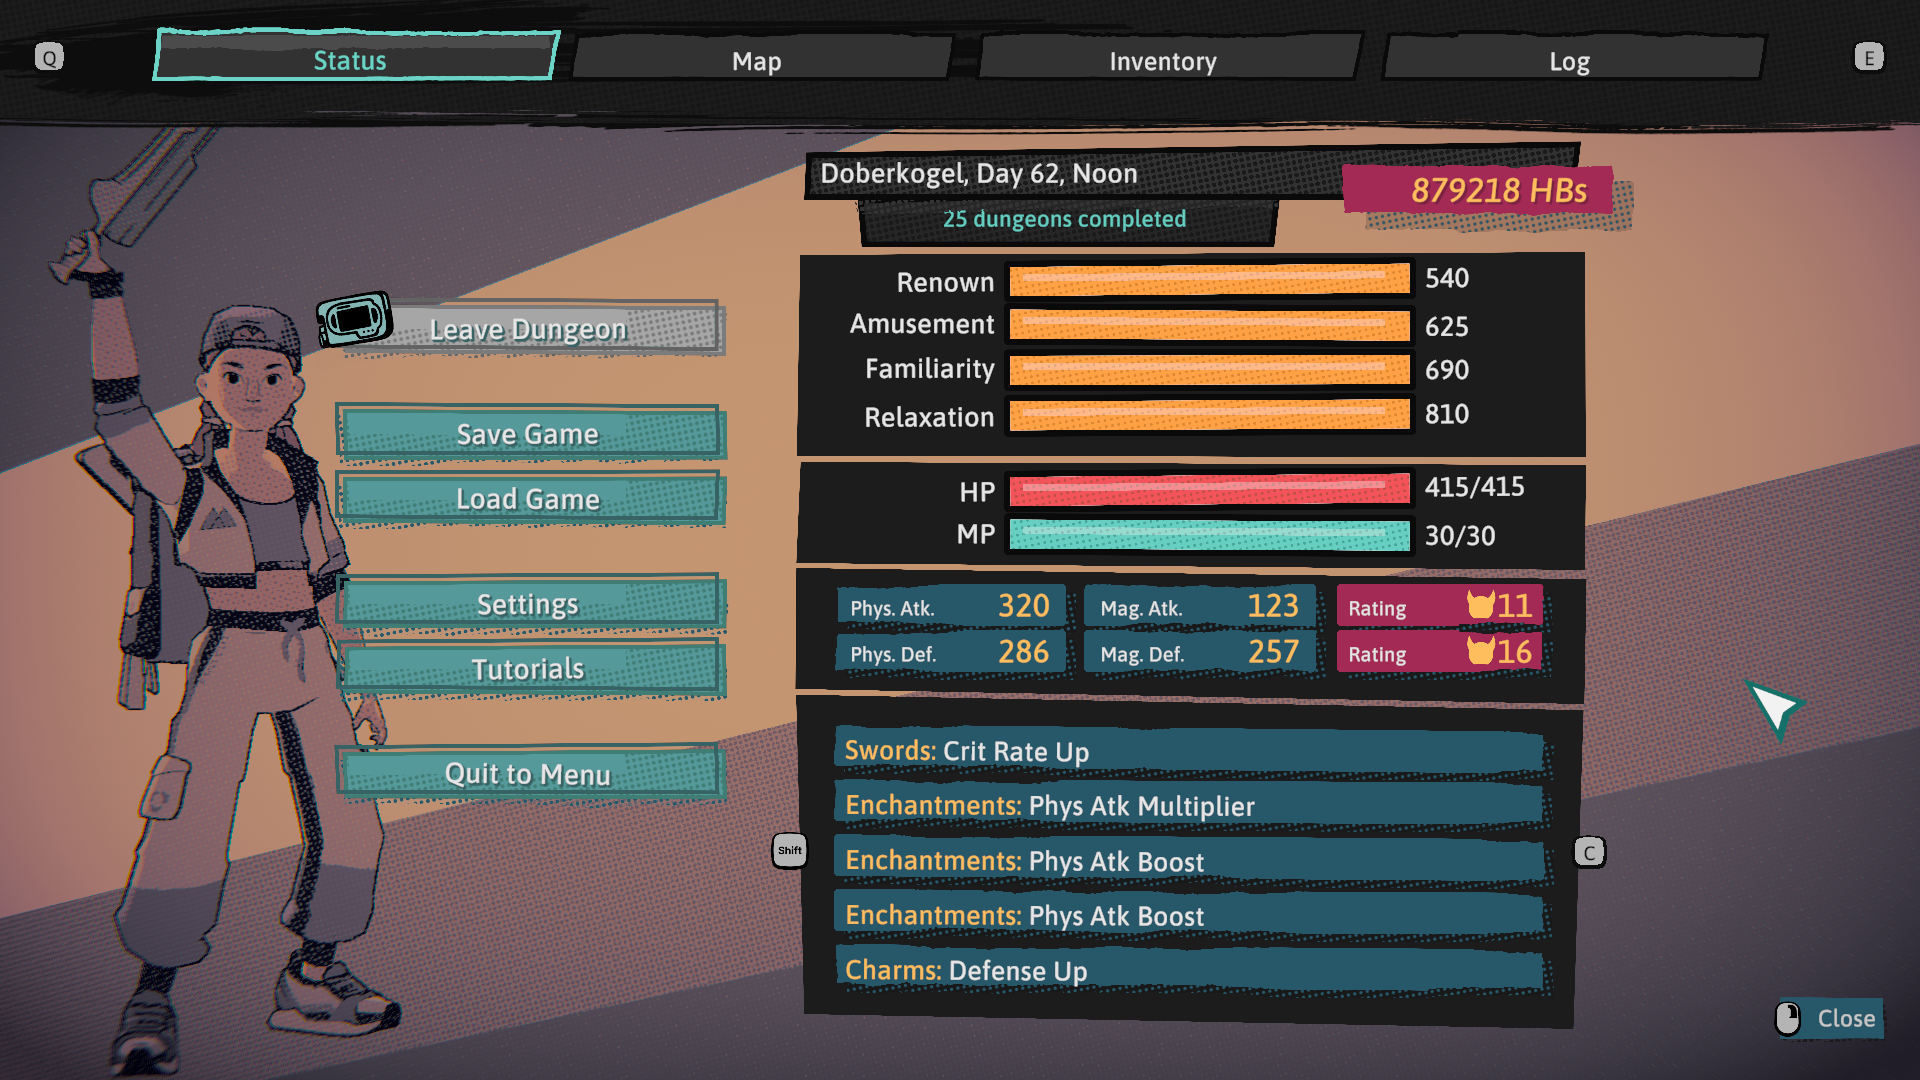 Q
Status
Map
Inventory
Log
E
Doberkogel, Day 62, Noon
879218 HBs
25 dungeons completed
Renown 540
Amusement 625
Familiarity 690
Relaxation 810
HP 415/415
MP 30/30
Phys. Atk. 320
Mag. Atk. 123
Rating 11
Phys. Def. 286
Mag. Def. 257
Rating 16
Swords: Crit Rate Up
Enchantments: Phys Atk Multiplier
Enchantments: Phys Atk Boost
Enchantments: Phys Atk Boost
Charms: Defense Up
Shift
C
Leave Dungeon
Save Game
Load Game
Settings
Tutorials
Quit to Menu
Close